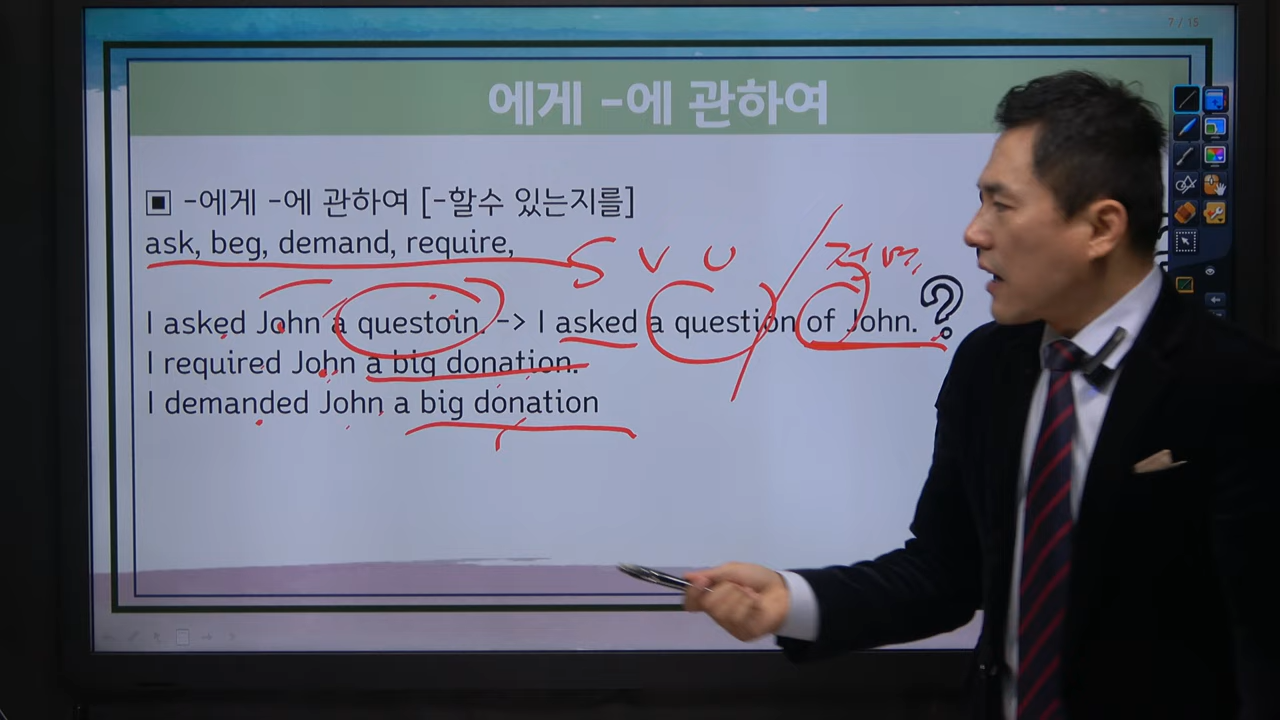 7 / 15
에게 -에 관하여
▣ -에게 -에 관하여 [-할수 있는지를]
ask, beg, demand, require,
S V O
I asked John a questoin. -> I asked a question of John.
I required John a big donation.
I demanded John a big donation